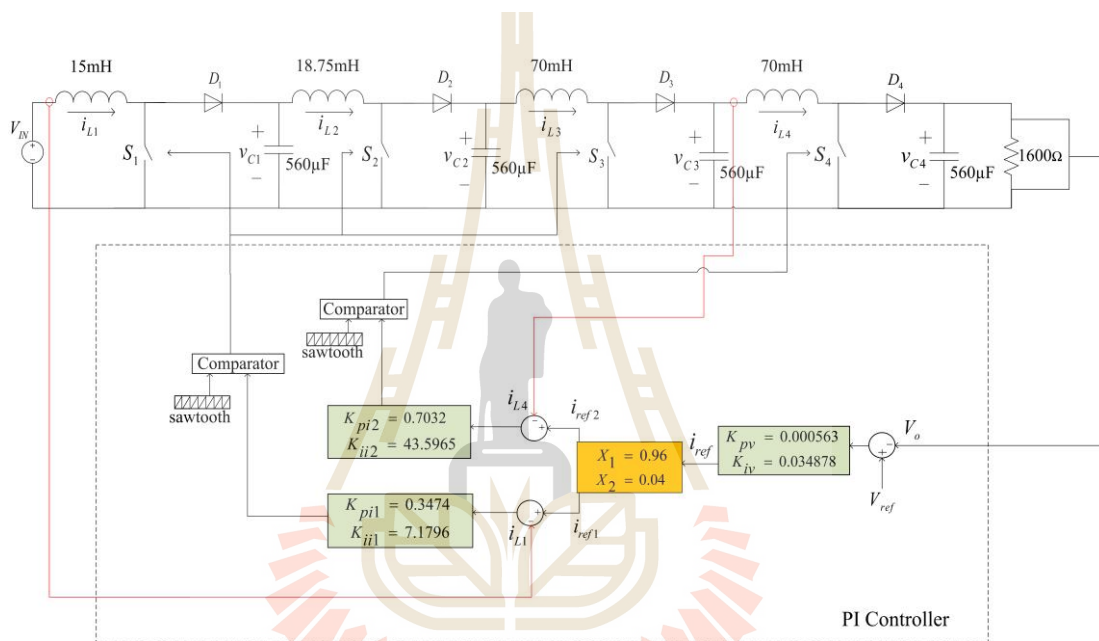 15mH
18.75mH
70mH
70mH
D1
D2
D3
D4
VIN
iL1
iL2
iL3
iL4
S1
S2
S3
S4
+
vC1
−
560μF
+
vC2
−
560μF
+
vC3
−
560μF
+
vC4
−
560μF
1600Ω
Comparator
sawtooth
Comparator
sawtooth
Kpi2 = 0.7032
Kii2 = 43.5965
iL4
iref2
Kpi1 = 0.3474
Kii1 = 7.1796
iL1
iref1
X1 = 0.96
X2 = 0.04
iref
Kpv = 0.000563
Kiv = 0.034878
Vo
Vref
PI Controller